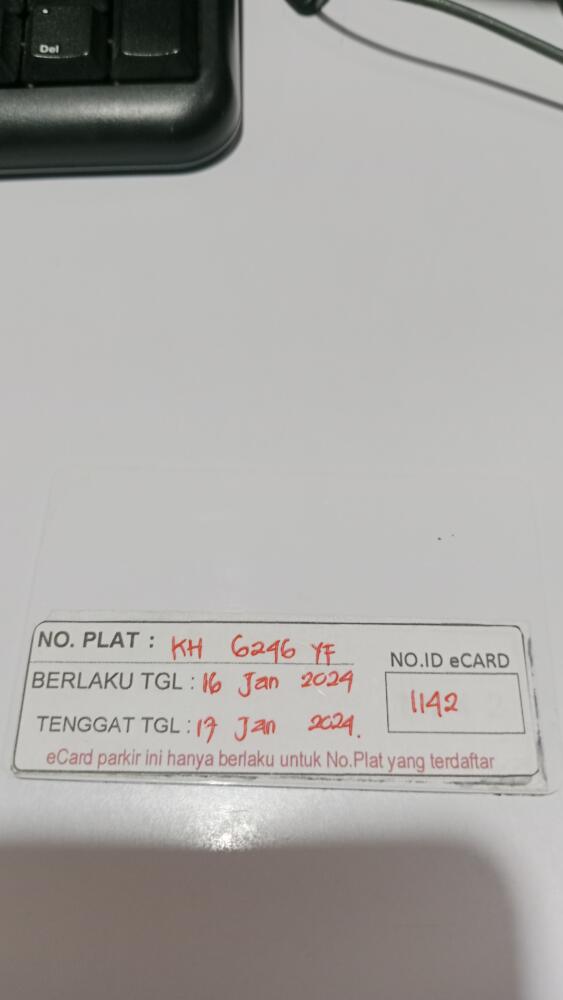 Del
NO. PLAT : KH 6246 YF
NO.ID eCARD
BERLAKU TGL : 16 Jan 2024
1142
TENGGAT TGL : 17 Jan 2024.
eCard parkir ini hanya berlaku untuk No.Plat yang terdaftar